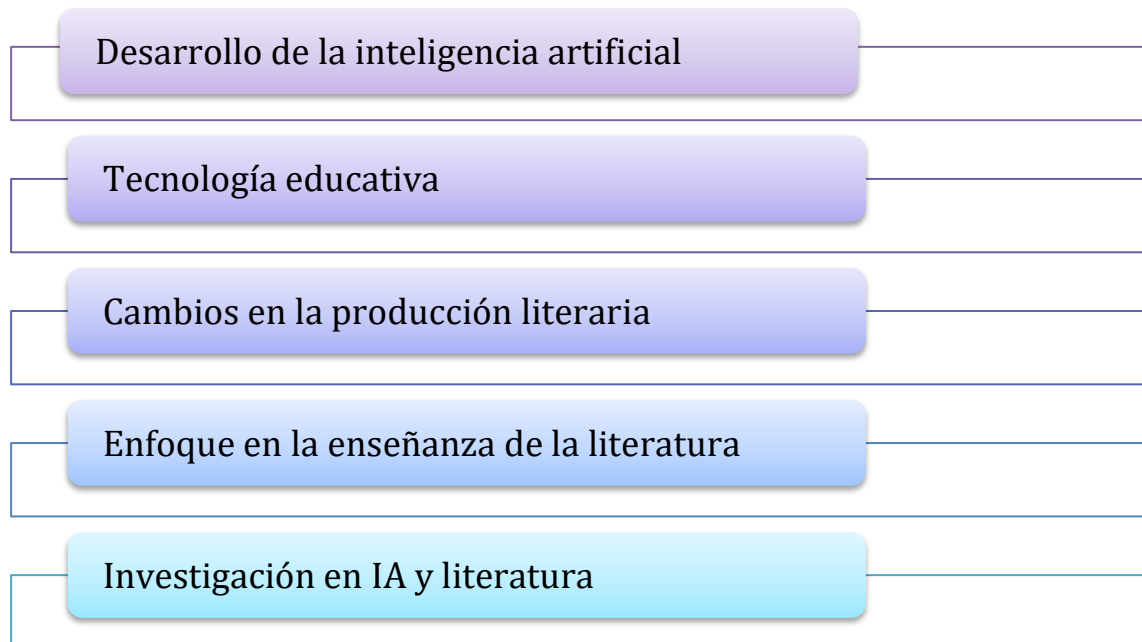 Desarrollo de la inteligencia artificial
Tecnología educativa
Cambios en la producción literaria
Enfoque en la enseñanza de la literatura
Investigación en IA y literatura